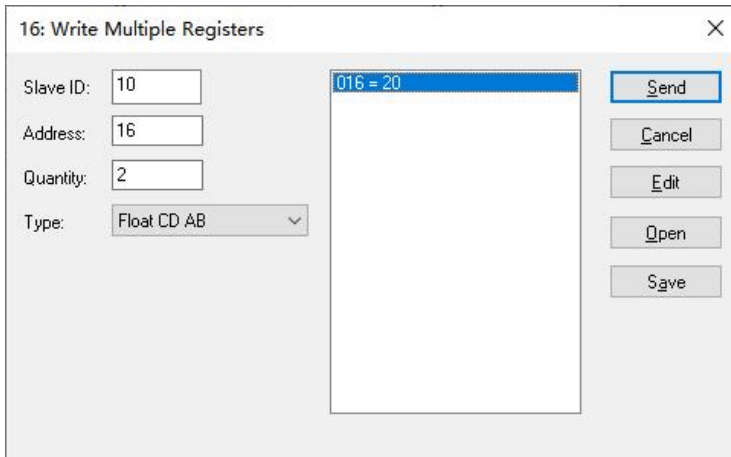 16: Write Multiple Registers
Slave ID: 10
Address: 16
Quantity: 2
Type: Float CD AB
016 = 20
Send
Cancel
Edit
Open
Save